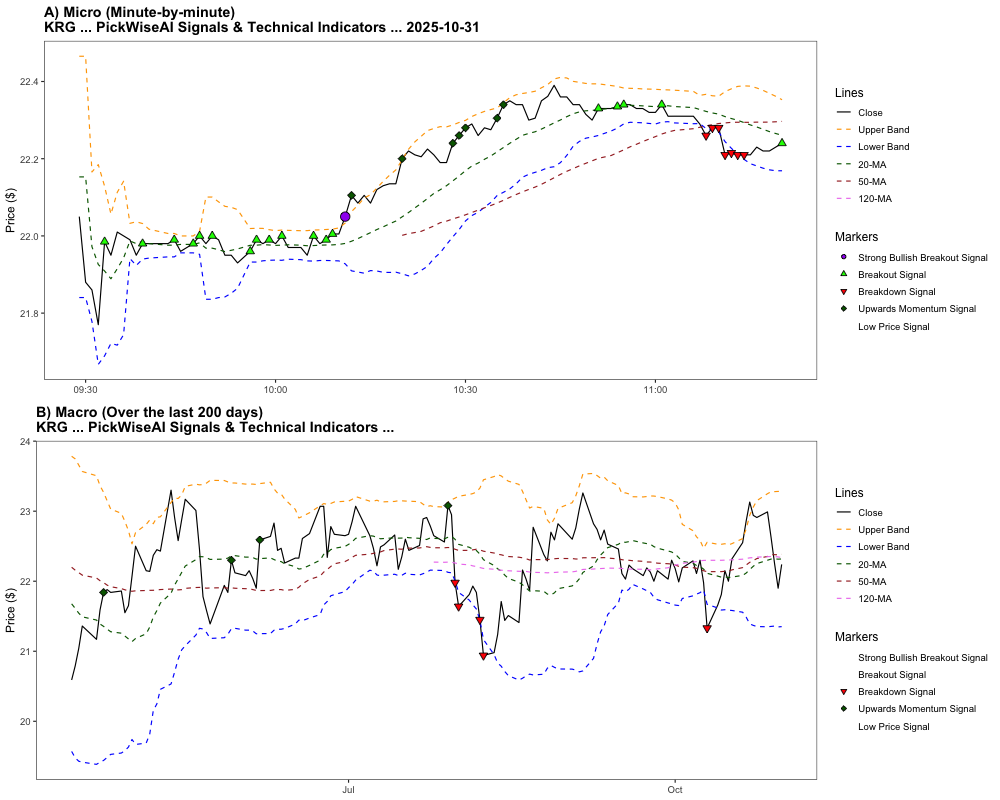 A) Micro (Minute-by-minute)
KRG ... PickWiseAI Signals & Technical Indicators ... 2025-10-31
Price ($)
22.4
22.2
22.0
21.8
09:30
10:00
10:30
11:00
Lines
Close
Upper Band
Lower Band
20-MA
50-MA
120-MA
Markers
Strong Bullish Breakout Signal
Breakout Signal
Breakdown Signal
Upwards Momentum Signal
Low Price Signal
B) Macro (Over the last 200 days)
KRG ... PickWiseAI Signals & Technical Indicators ...
Price ($)
24
23
22
21
20
Jul
Oct
Lines
Close
Upper Band
Lower Band
20-MA
50-MA
120-MA
Markers
Strong Bullish Breakout Signal
Breakout Signal
Breakdown Signal
Upwards Momentum Signal
Low Price Signal